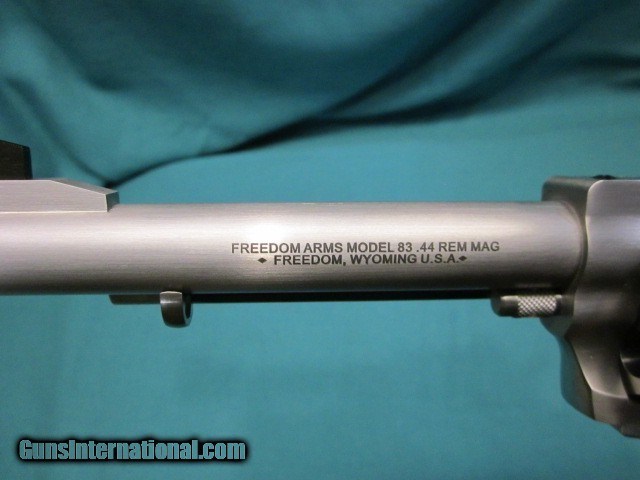 FREEDOM ARMS MODEL 83 .44 REM MAG
◆ FREEDOM, WYOMING U.S.A. ◆
GunsInternational.com